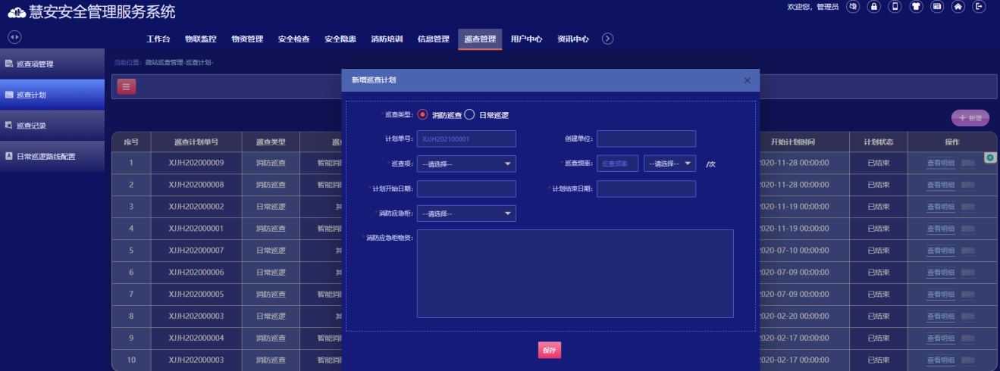 慧安安全管理服务系统
欢迎您，管理员
工作台 物联监控 物资管理 安全检查 安全隐患 消防培训 信息管理 巡查管理 用户中心 资讯中心
巡查项管理
巡查计划
巡查记录
日常巡逻路线配置
当前位置：微站巡查管理-巡查计划-
+ 新增
序号 巡查计划单号 巡查类型 开始计划时间 计划状态 操作
1 XJJH202000009 消防巡查 智能消 2020-11-28 00:00:00 已结束 查看明细 删除
2 XJJH202000008 消防巡查 智能消 2020-11-28 00:00:00 已结束 查看明细 删除
3 XJJH202000002 日常巡逻 其 2020-11-19 00:00:00 已结束 查看明细 删除
4 XJJH202000001 消防巡查 智能消 2020-11-19 00:00:00 已结束 查看明细 删除
5 XJJH202000007 日常巡逻 其 2020-07-10 00:00:00 已结束 查看明细 删除
6 XJJH202000006 日常巡逻 其 2020-07-09 00:00:00 已结束 查看明细 删除
7 XJJH202000005 消防巡查 智能消 2020-07-09 00:00:00 已结束 查看明细 删除
8 XJJH202000003 日常巡逻 其 2020-02-20 00:00:00 已结束 查看明细 删除
9 XJJH202000004 消防巡查 智能消 2020-02-17 00:00:00 已结束 查看明细 删除
10 XJJH202000003 消防巡查 智能消 2020-02-17 00:00:00 已结束 查看明细 删除
新增巡查计划 ×
*巡查类型: 消防巡查 日常巡逻
计划单号: XJJH202100001 创建单位:
*巡查项: --请选择-- *巡查频率: 巡查频率 --请选择-- /次
*计划开始日期: *计划结束日期:
*消防应急柜: --请选择--
*消防应急柜物资:
保存